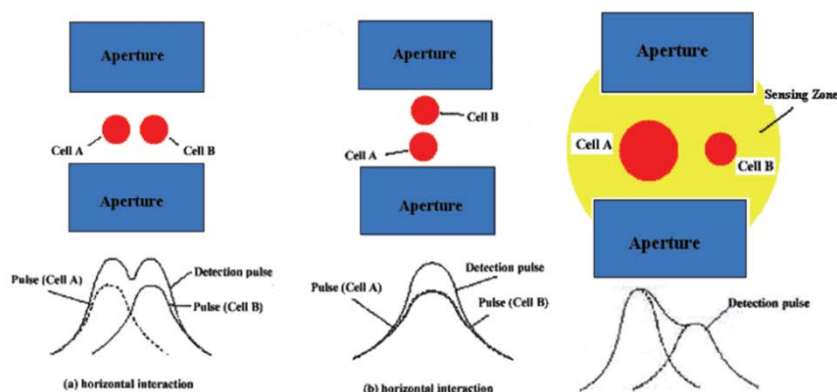 Aperture
Cell A
Cell B
Aperture
Pulse (Cell A)
Detection pulse
Pulse (Cell B)
(a) horizontal interaction
Aperture
Cell B
Cell A
Aperture
Detection pulse
Pulse (Cell A)
Pulse (Cell B)
(b) horizontal interaction
Aperture
Sensing Zone
Cell A
Cell B
Aperture
Detection pulse